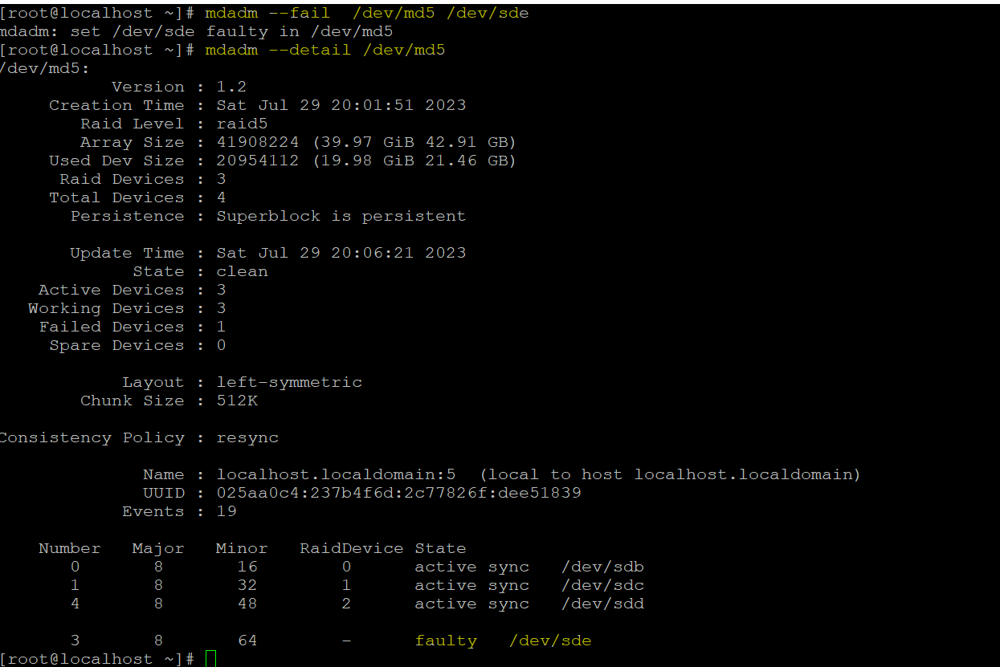 [root@localhost ~]# mdadm --fail  /dev/md5 /dev/sde
mdadm: set /dev/sde faulty in /dev/md5
[root@localhost ~]# mdadm --detail /dev/md5
/dev/md5:
           Version : 1.2
     Creation Time : Sat Jul 29 20:01:51 2023
        Raid Level : raid5
        Array Size : 41908224 (39.97 GiB 42.91 GB)
     Used Dev Size : 20954112 (19.98 GiB 21.46 GB)
      Raid Devices : 3
     Total Devices : 4
       Persistence : Superblock is persistent

       Update Time : Sat Jul 29 20:06:21 2023
             State : clean
    Active Devices : 3
   Working Devices : 3
    Failed Devices : 1
     Spare Devices : 0

            Layout : left-symmetric
        Chunk Size : 512K

Consistency Policy : resync

              Name : localhost.localdomain:5  (local to host localhost.localdomain)
              UUID : 025aa0c4:237b4f6d:2c77826f:dee51839
            Events : 19

    Number   Major   Minor   RaidDevice State
       0       8       16        0      active sync   /dev/sdb
       1       8       32        1      active sync   /dev/sdc
       4       8       48        2      active sync   /dev/sdd

       3       8       64        -      faulty   /dev/sde
[root@localhost ~]#